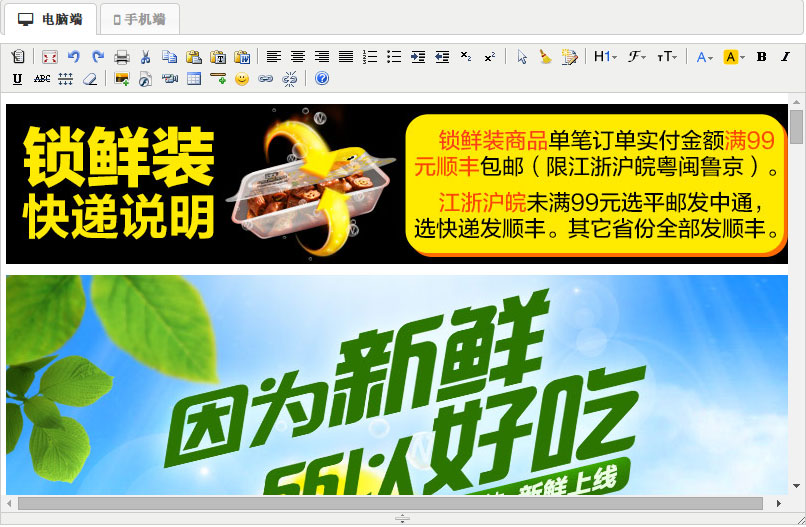 电脑端
手机端
H1
ℱ
тT
A
A
B
I
U
ABC
锁鲜装
快递说明
锁鲜装商品单笔订单实付金额满99
元顺丰包邮（限江浙沪皖粤闽鲁京）。
江浙沪皖未满99元选平邮发中通，
选快递发顺丰。其它省份全部发顺丰。
因为新鲜
所以好吃
新鲜上线